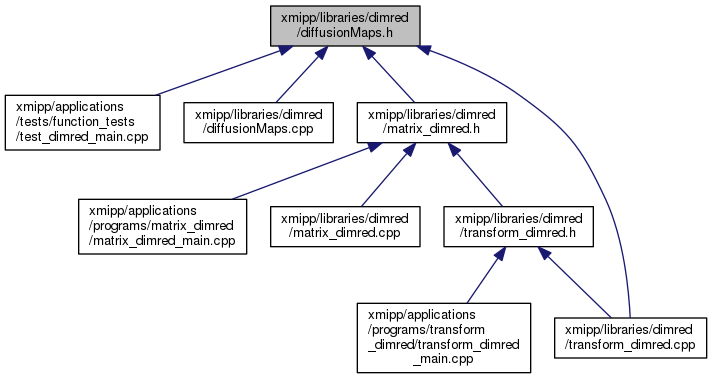 xmipp/libraries/dimred
/diffusionMaps.h
xmipp/applications
/tests/function_tests
/test_dimred_main.cpp
xmipp/libraries/dimred
/diffusionMaps.cpp
xmipp/libraries/dimred
/matrix_dimred.h
xmipp/applications
/programs/matrix_dimred
/matrix_dimred_main.cpp
xmipp/libraries/dimred
/matrix_dimred.cpp
xmipp/libraries/dimred
/transform_dimred.h
xmipp/applications
/programs/transform
_dimred/transform_dimred
_main.cpp
xmipp/libraries/dimred
/transform_dimred.cpp